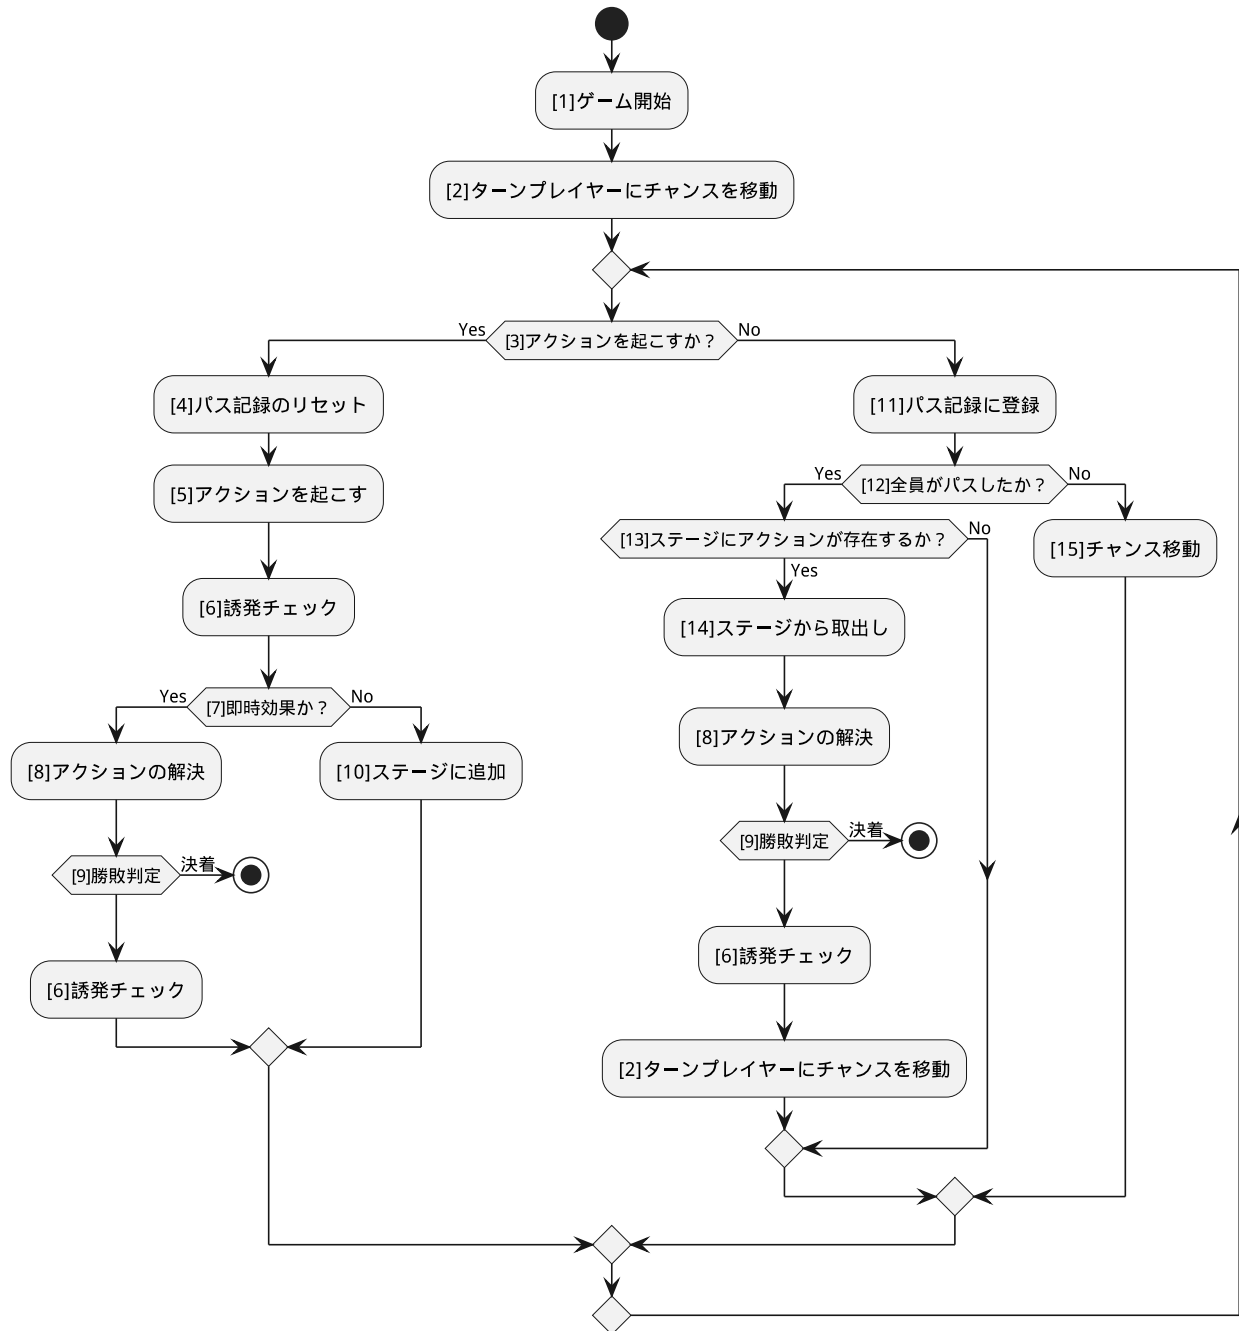 [1]ゲーム開始
[2]ターンプレイヤーにチャンスを移動
[3]アクションを起こすか？
Yes
No
[4]パス記録のリセット
[5]アクションを起こす
[6]誘発チェック
[7]即時効果か？
Yes
No
[8]アクションの解決
[9]勝敗判定
決着
[6]誘発チェック
[10]ステージに追加
[11]パス記録に登録
[12]全員がパスしたか？
Yes
No
[13]ステージにアクションが存在するか？
Yes
No
[14]ステージから取出し
[8]アクションの解決
[9]勝敗判定
決着
[6]誘発チェック
[2]ターンプレイヤーにチャンスを移動
[15]チャンス移動